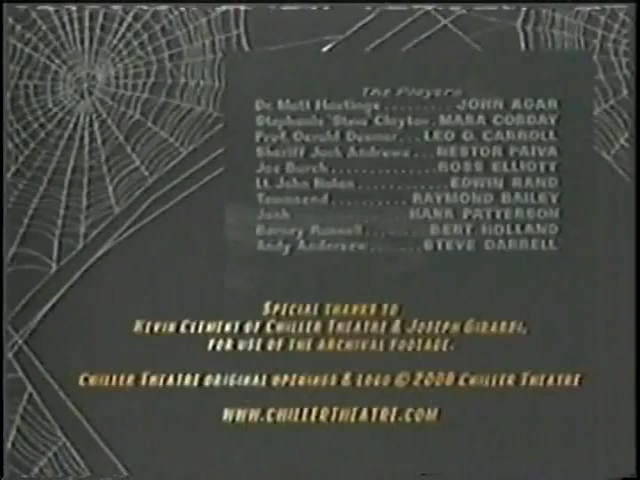 The Players
Dr. Matt Hastings ......... JOHN AGAR
Stephanie 'Steve' Clayton . MARA CORDAY
Prof. Gerald Deemer ... LEO G. CARROLL
Sheriff Jack Andrews ... NESTOR PAIVA
Joe Burch .............. ROSS ELLIOTT
Lt. John Nolan ............ EDWIN RAND
Townsend ........... RAYMOND BAILEY
Josh ............... HANK PATTERSON
Barney Russell ........ BERT HOLLAND
Andy Andersen ...... STEVE DARRELL
SPECIAL THANKS TO
KEVIN CLEMENT OF CHILLER THEATRE & JOSEPH GIRARDI,
FOR USE OF THE ARCHIVAL FOOTAGE.
CHILLER THEATRE ORIGINAL OPENINGS & LOGO © 2008 CHILLER THEATRE
WWW.CHILLERTHEATRE.COM